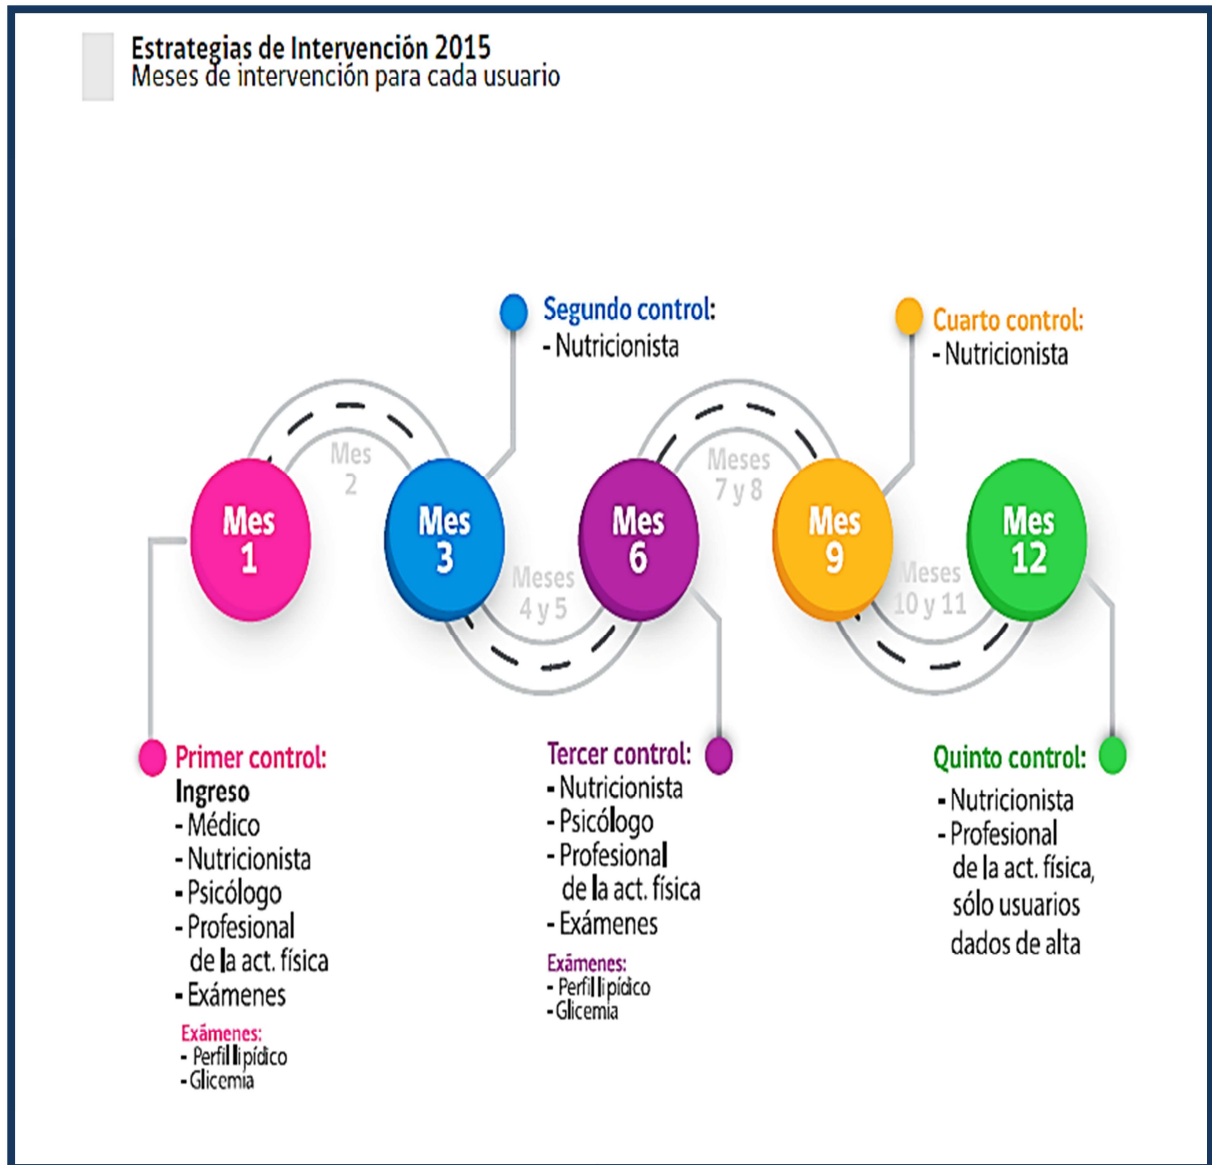 Estrategias de Intervención 2015
Meses de intervención para cada usuario
Segundo control:
- Nutricionista
Cuarto control:
- Nutricionista
Mes
1
Mes
2
Mes
3
Meses
4 y 5
Mes
6
Meses
7 y 8
Mes
9
Meses
10 y 11
Mes
12
Primer control:
Ingreso
- Médico
- Nutricionista
- Psicólogo
- Profesional
de la act. física
- Exámenes
Exámenes:
- Perfil lipídico
- Glicemia
Tercer control:
- Nutricionista
- Psicólogo
- Profesional
de la act. física
- Exámenes
Exámenes:
- Perfil lipídico
- Glicemia
Quinto control:
- Nutricionista
- Profesional
de la act. física,
sólo usuarios
dados de alta